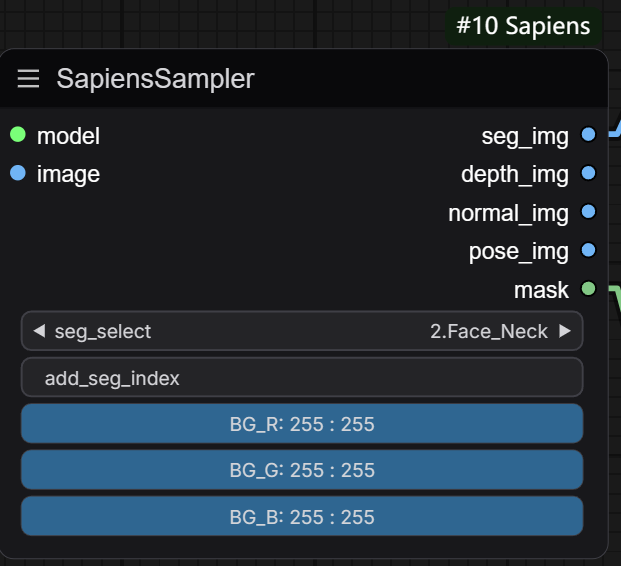 #10 Sapiens
SapiensSampler
model seg_img
image depth_img
normal_img
pose_img
mask
seg_select 2.Face_Neck
add_seg_index
BG_R: 255 : 255
BG_G: 255 : 255
BG_B: 255 : 255